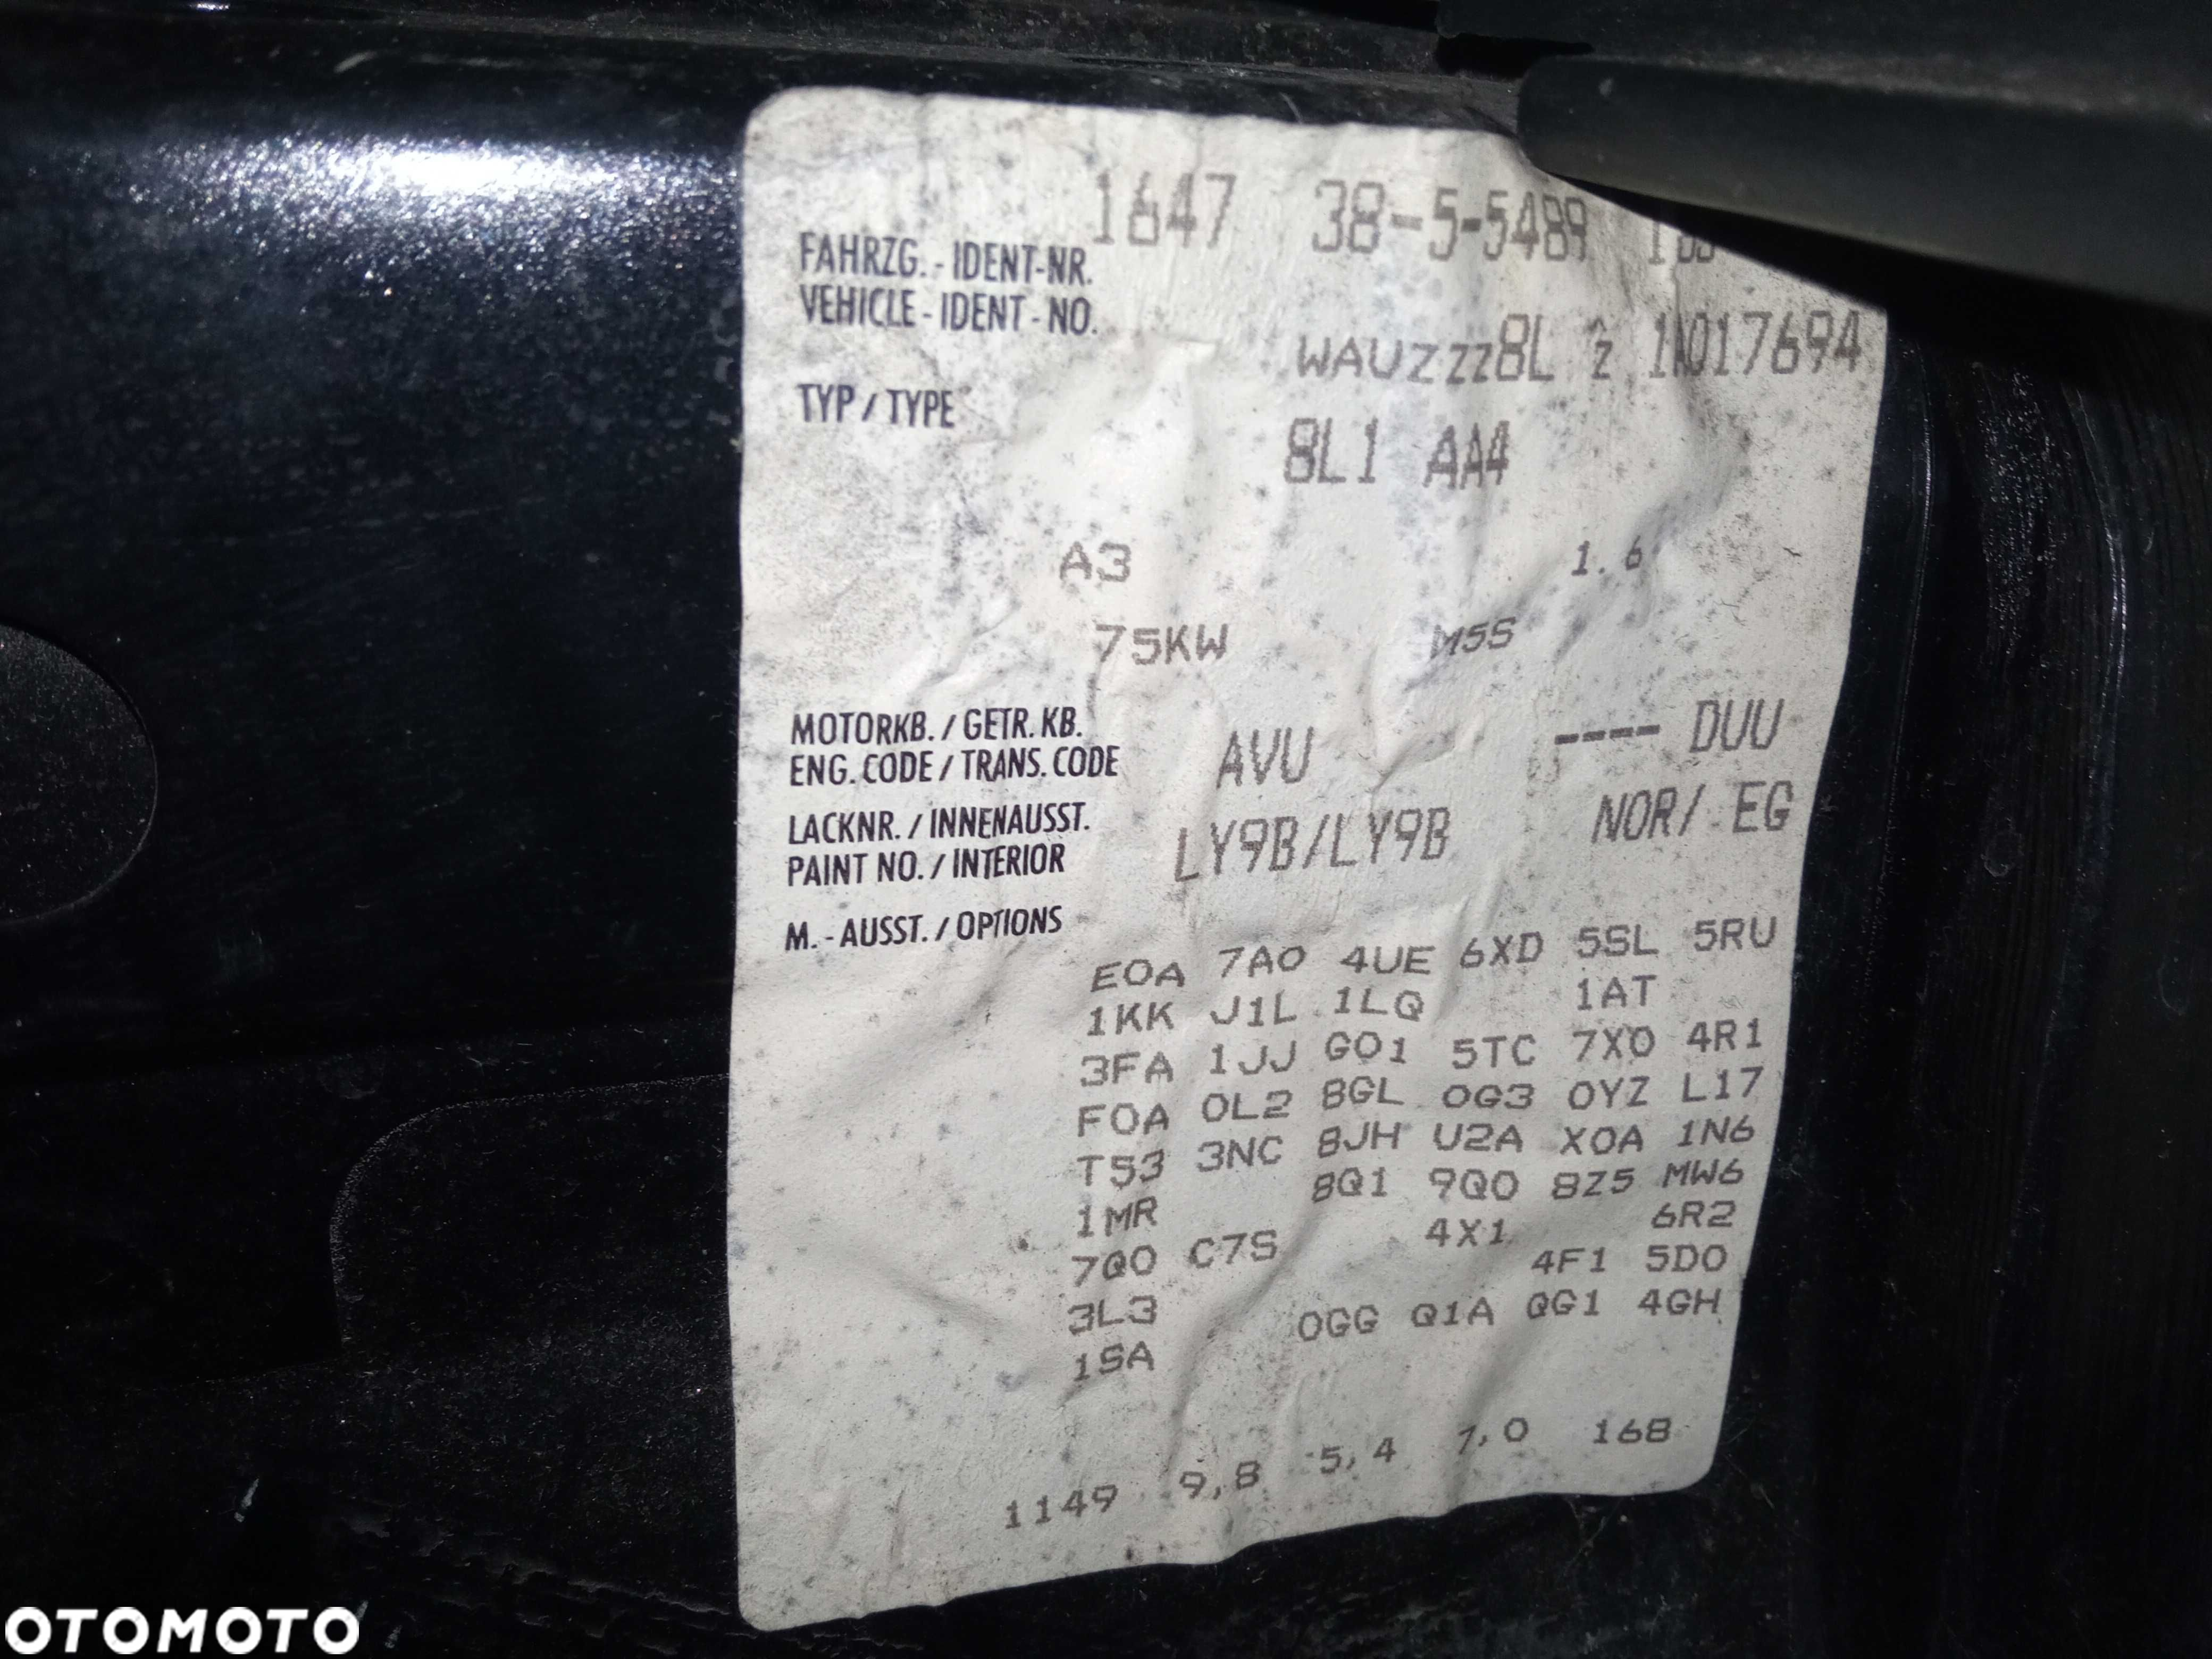 1647 38-5-5489
FAHRZG.-IDENT-NR.
VEHICLE-IDENT-NO.
WAUZZZ8L Z 1A017694
TYP / TYPE
8L1 AA4
A3 1.6
75KW M5S
MOTORKB. / GETR. KB.
ENG. CODE / TRANS. CODE
AVU ---- DUU
LACKNR. / INNENAUSST.
PAINT NO. / INTERIOR
LY9B/LY9B N0R/ EG
M.-AUSST. / OPTIONS
E0A 7A0 4UE 6XD 5SL 5RU
1KK J1L 1LQ 1AT
3FA 1JJ G01 5TC 7X0 4R1
F0A 0L2 8GL 0G3 0YZ L17
T53 3NC 8JH U2A X0A 1N6
1MR 8Q1 9Q0 8Z5 MW6
7Q0 C7S 4X1 6R2
3L3 4F1 5D0
1SA 0GG Q1A QG1 4GH
1149 9,8 5,4 7,0 168
OTOMOTO